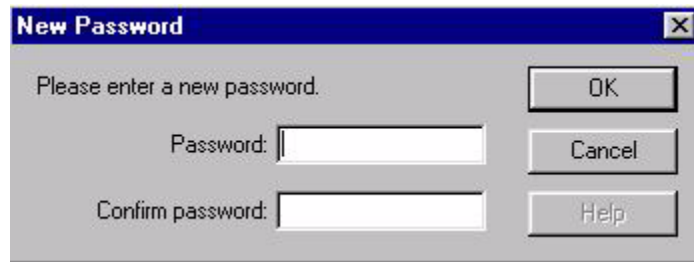 New Password
Please enter a new password.
OK
Password:
Cancel
Confirm password:
Help